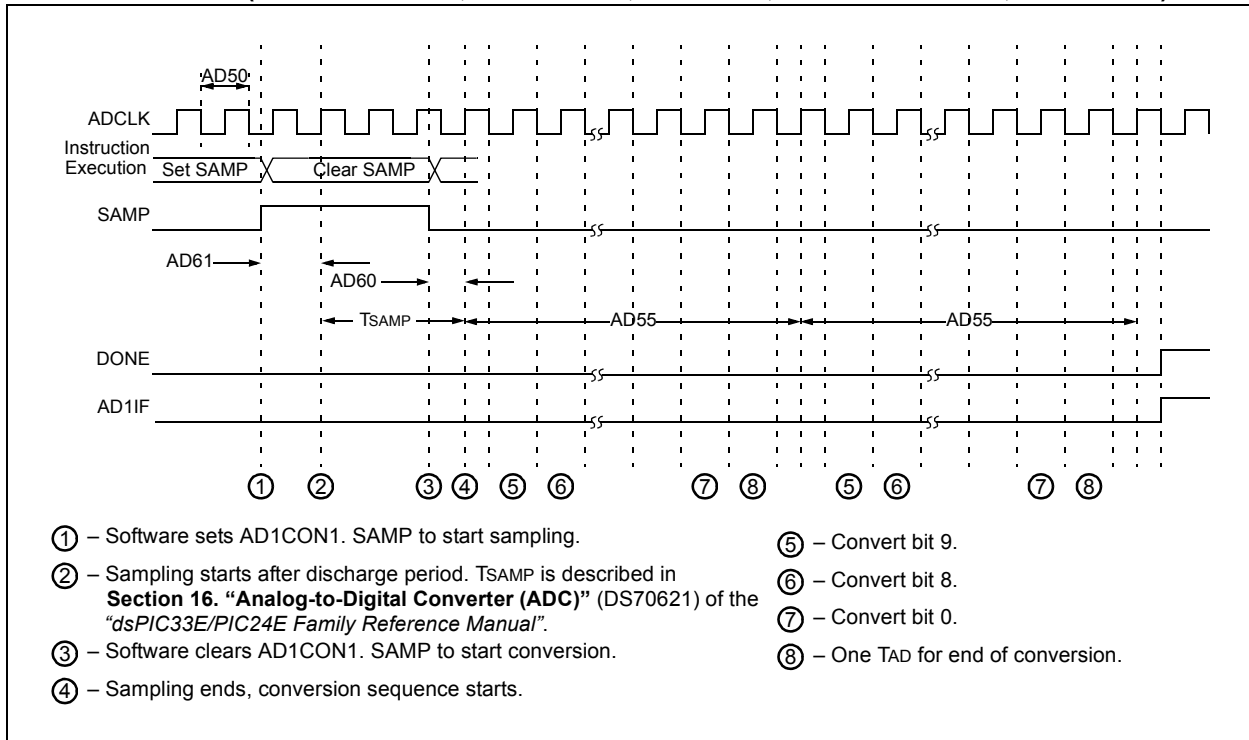 AD50
ADCLK
Instruction
Execution
Set SAMP
Clear SAMP
SAMP
AD61
AD60
TSAMP
AD55
AD55
DONE
AD1IF
1 2 3 4 5 6 7 8 5 6 7 8
1 – Software sets AD1CON1. SAMP to start sampling.
2 – Sampling starts after discharge period. TSAMP is described in
Section 16. “Analog-to-Digital Converter (ADC)” (DS70621) of the
“dsPIC33E/PIC24E Family Reference Manual”.
3 – Software clears AD1CON1. SAMP to start conversion.
4 – Sampling ends, conversion sequence starts.
5 – Convert bit 9.
6 – Convert bit 8.
7 – Convert bit 0.
8 – One TAD for end of conversion.